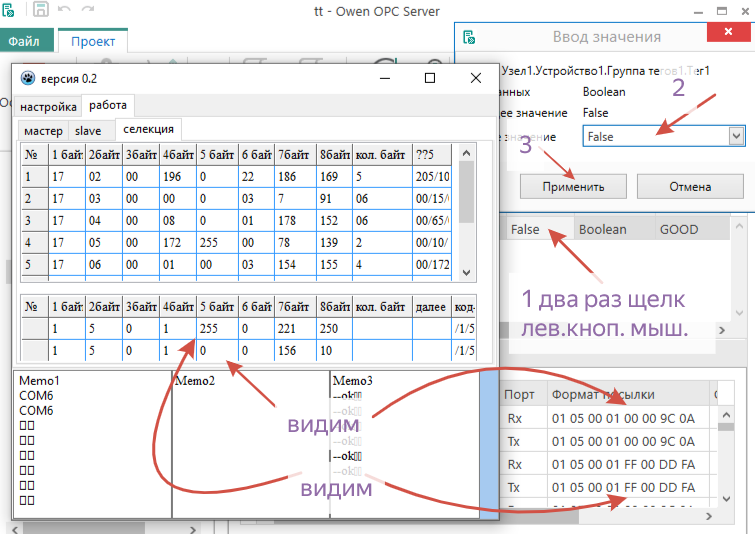 tt - Owen OPC Server
Файл
Проект
Ввод значения
Узел1.Устройство1.Группа тегов1.Тег1
анных Boolean
ее значение False
е значение False
2
3
Применить Отмена
False Boolean GOOD
1 два раз щелк
лев.кноп. мыш.
версия 0.2
настройка работа
мастер slave селекция
№ 1 байт 2байт 3байт 4байт 5 байт 6 байт 7байт 8байт кол. байт ??5
1 17 02 00 196 0 22 186 169 5 205/10
2 17 03 00 00 0 03 7 91 06 00/15/0
3 17 04 00 08 0 01 178 152 06 00/65/0
4 17 05 00 172 255 00 78 139 2 00/10/
5 17 06 00 01 00 03 154 155 4 00/172
№ 1 байт 2байт 3байт 4байт 5 байт 6 байт 7байт 8байт кол. байт далее код-
1 5 0 1 255 0 221 250 /1/5
1 5 0 1 0 0 156 10 /1/5
Memo1 Memo2 Memo3
COM6 --ok
COM6 --ok
--ok
--ok
--ok
видим
видим
Порт Формат посылки
Rx 01 05 00 01 00 00 9C 0A
Tx 01 05 00 01 00 00 9C 0A
Rx 01 05 00 01 FF 00 DD FA
Tx 01 05 00 01 FF 00 DD FA